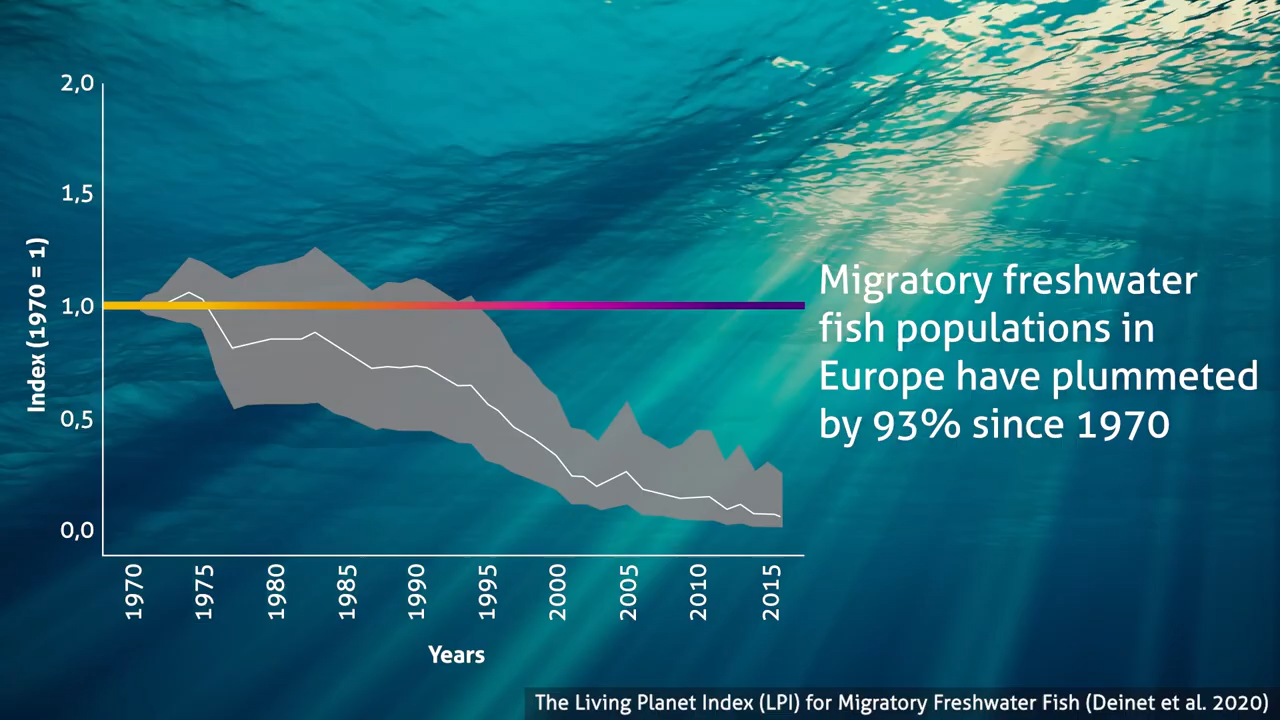 2,0
1,5
1,0
0,5
0,0
Index (1970 = 1)
1970
1975
1980
1985
1990
1995
2000
2005
2010
2015
Years
Migratory freshwater
fish populations in
Europe have plummeted
by 93% since 1970
The Living Planet Index (LPI) for Migratory Freshwater Fish (Deinet et al. 2020)